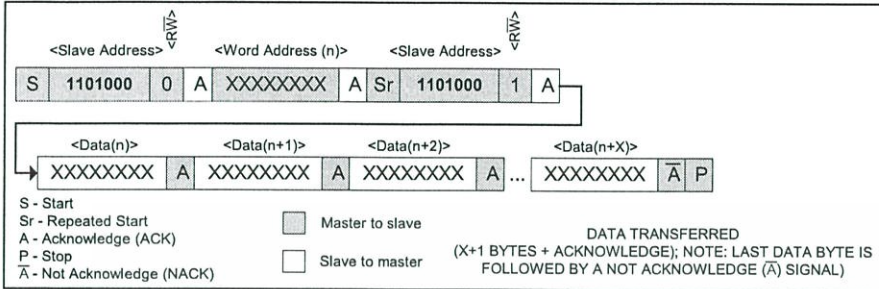 <RW̅>
<RW̅>
<Slave Address>
<Word Address (n)>
<Slave Address>
S 1101000 0 A XXXXXXXX A Sr 1101000 1 A
<Data(n)>
<Data(n+1)>
<Data(n+2)>
<Data(n+X)>
XXXXXXXX A XXXXXXXX A XXXXXXXX A ... XXXXXXXX A̅ P
S - Start
Sr - Repeated Start
A - Acknowledge (ACK)
P - Stop
A̅ - Not Acknowledge (NACK)
Master to slave
Slave to master
DATA TRANSFERRED
(X+1 BYTES + ACKNOWLEDGE); NOTE: LAST DATA BYTE IS
FOLLOWED BY A NOT ACKNOWLEDGE (A̅) SIGNAL)